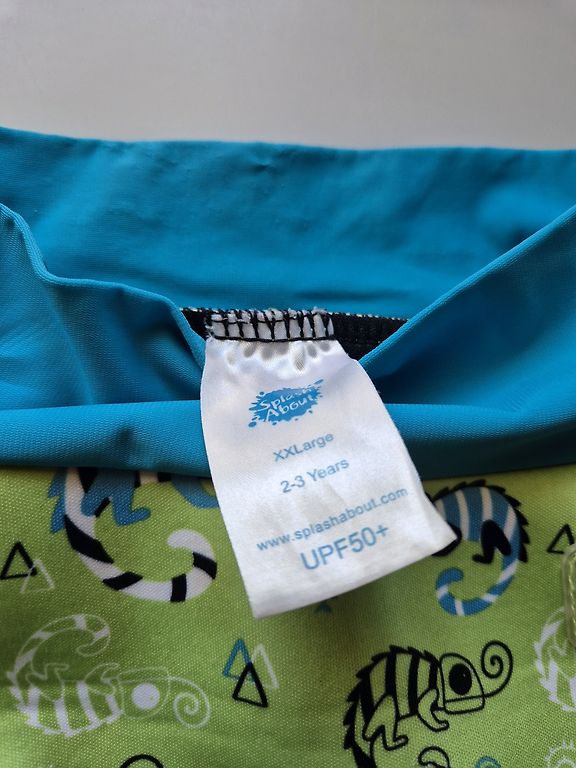 Splash
About
XXLarge
2-3 Years
www.splashabout.com
UPF50+